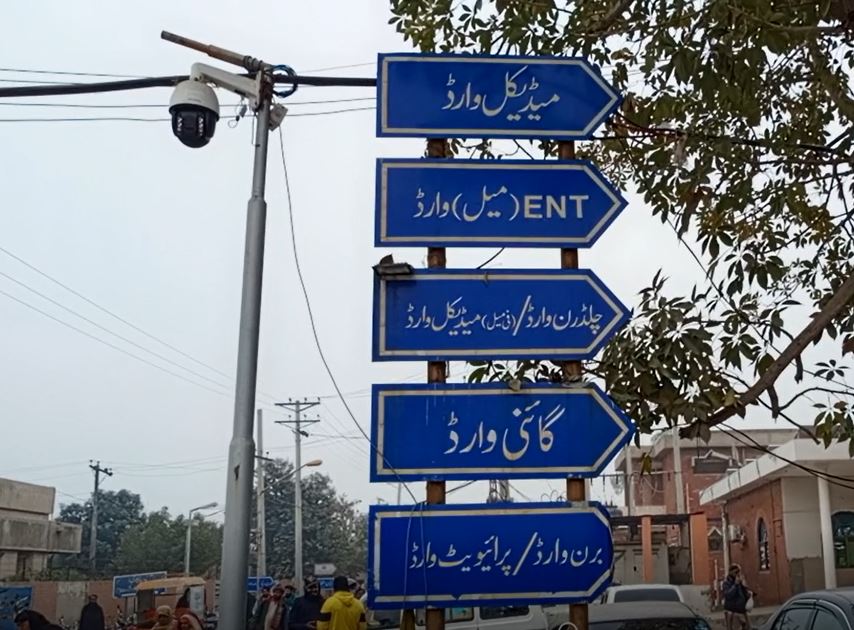 میڈیکل وارڈ
ENT (میل) وارڈ
چلڈرن وارڈ/(فی میل) میڈیکل وارڈ
گائنی وارڈ
برن وارڈ/پرائیویٹ وارڈ